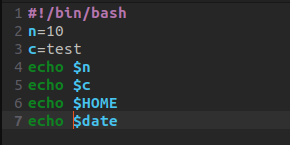 1 #!/bin/bash
2 n=10
3 c=test
4 echo $n
5 echo $c
6 echo $HOME
7 echo $date